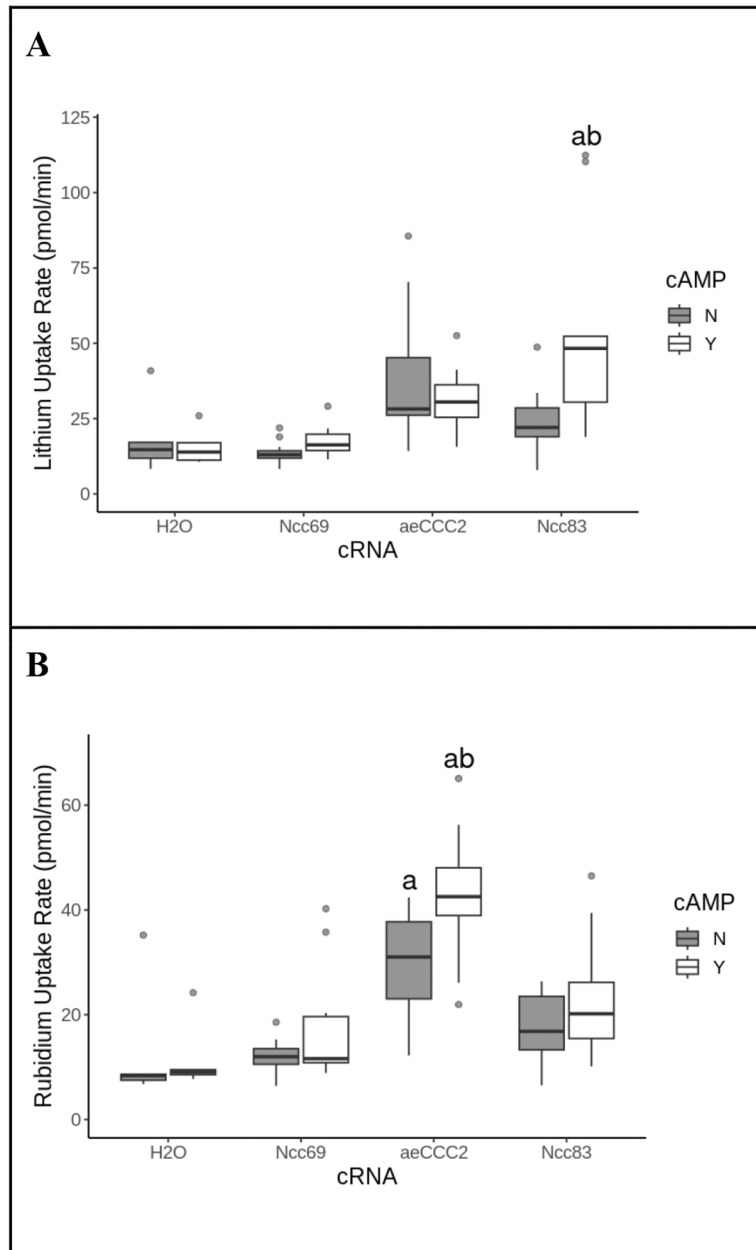 A
125
100
75
50
25
0
Lithium Uptake Rate (pmol/min)
ab
cAMP
N
Y
H2O Ncc69 aeCCC2 Ncc83
cRNA
B
60
40
20
0
Rubidium Uptake Rate (pmol/min)
ab
a
cAMP
N
Y
H2O Ncc69 aeCCC2 Ncc83
cRNA